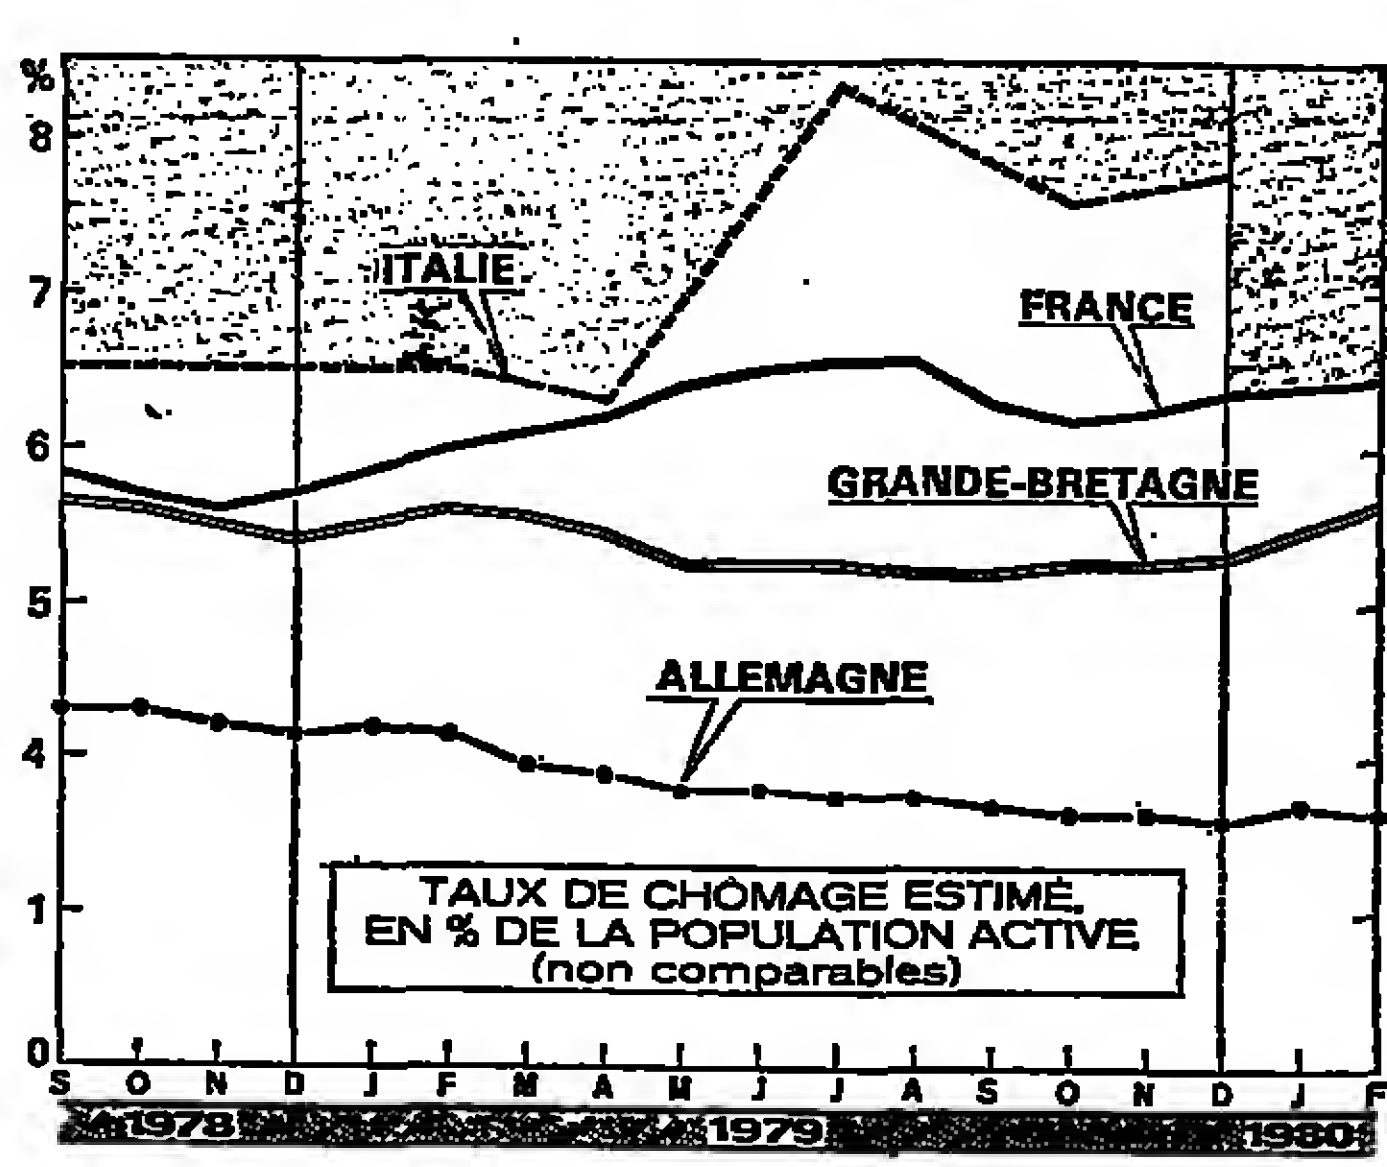 %
8
7
6
5
4
1
0
ITALIE
FRANCE
GRANDE-BRETAGNE
ALLEMAGNE
TAUX DE CHÔMAGE ESTIMÉ,
EN % DE LA POPULATION ACTIVE
(non comparables)
S O N D J F M A M J J A S O N D J F
1978 1979 1980